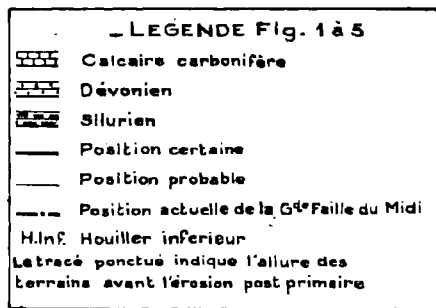 LEGENDE Fig. 1 à 5
Calcaire carbonifère
Dévonien
Silurien
Position certaine
Position probable
Position actuelle de la Gde Faille du Midi
H.Inf. Houiller inferieur
Le tracé ponctué indique l'allure des
terrains avant l'érosion post primaire